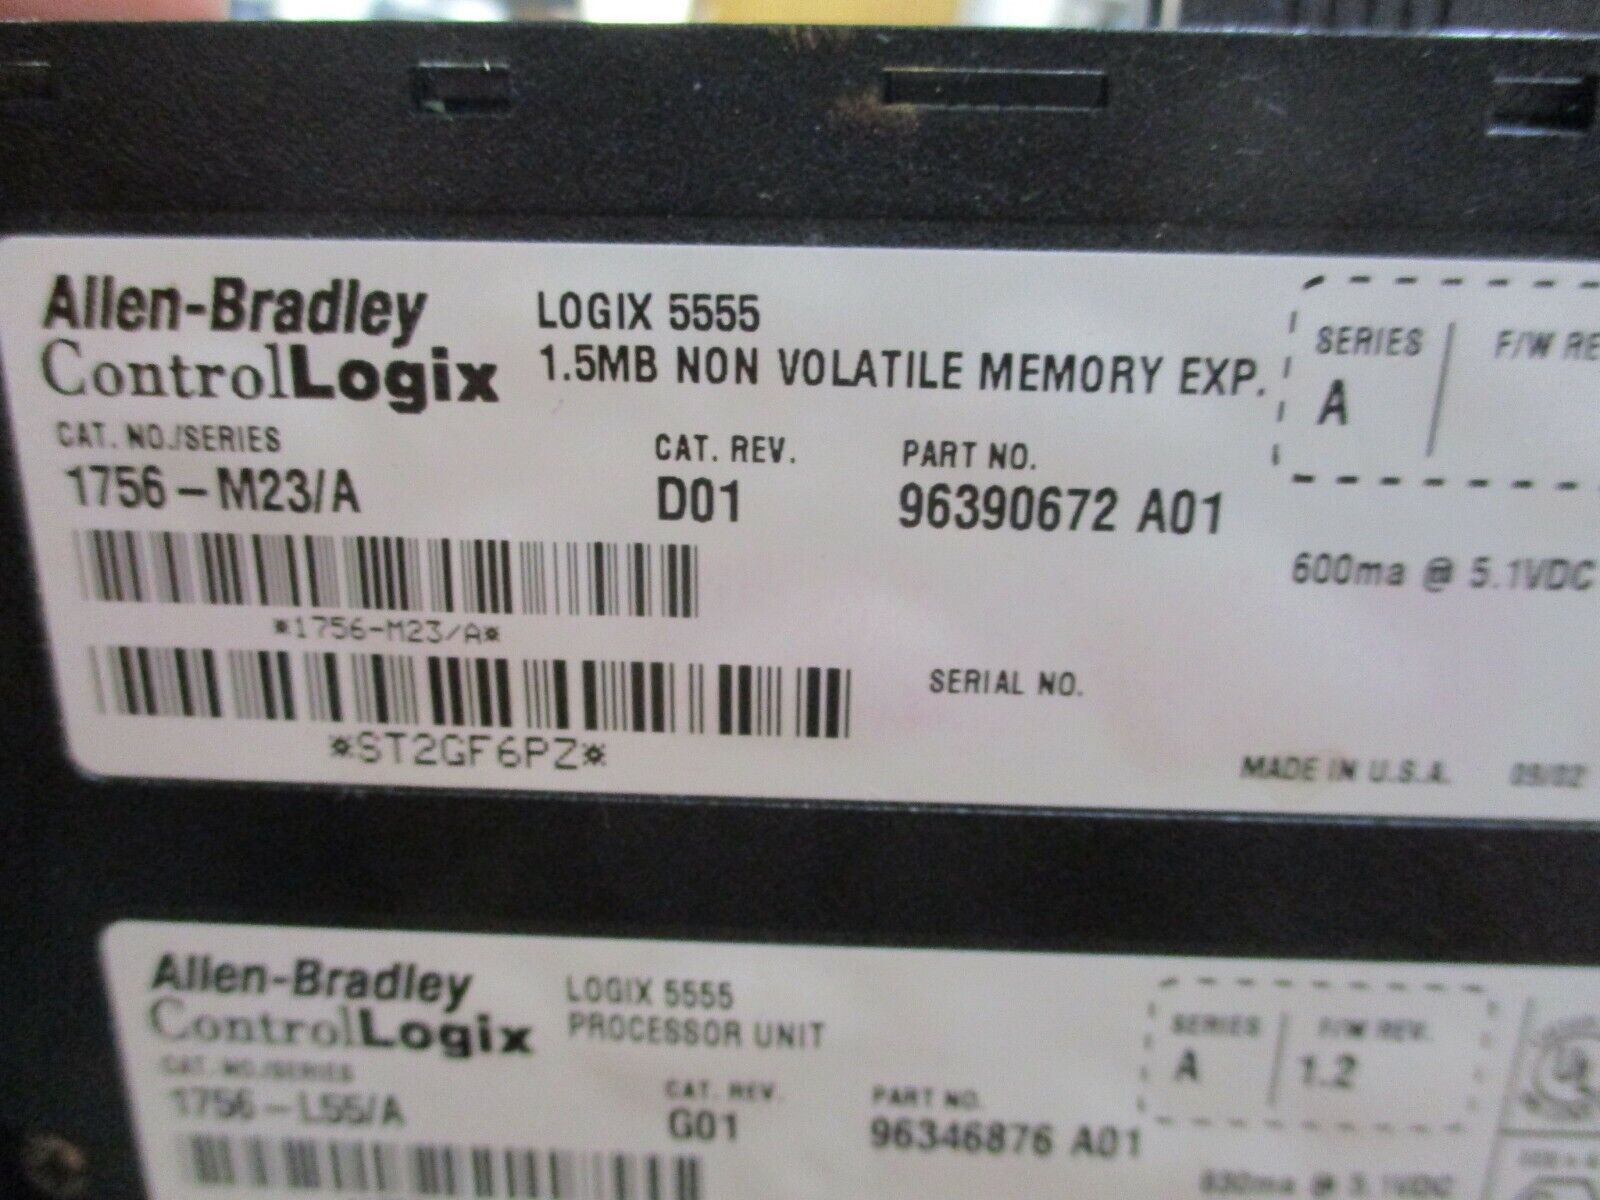 Allen-Bradley
ControlLogix
LOGIX 5555
1.5MB NON VOLATILE MEMORY EXP.
SERIES
F/W RE
A
CAT. NO./SERIES
1756-M23/A
CAT. REV.
D01
PART NO.
96390672 A01
600ma @ 5.1VDC
*1756-M23/A*
*ST2GF6PZ*
SERIAL NO.
MADE IN U.S.A. 09/02
Allen-Bradley
ControlLogix
LOGIX 5555
PROCESSOR UNIT
SERIES
F/W REV.
A
1.2
CAT. NO./SERIES
1756-L55/A
CAT. REV.
G01
PART NO.
96346876 A01